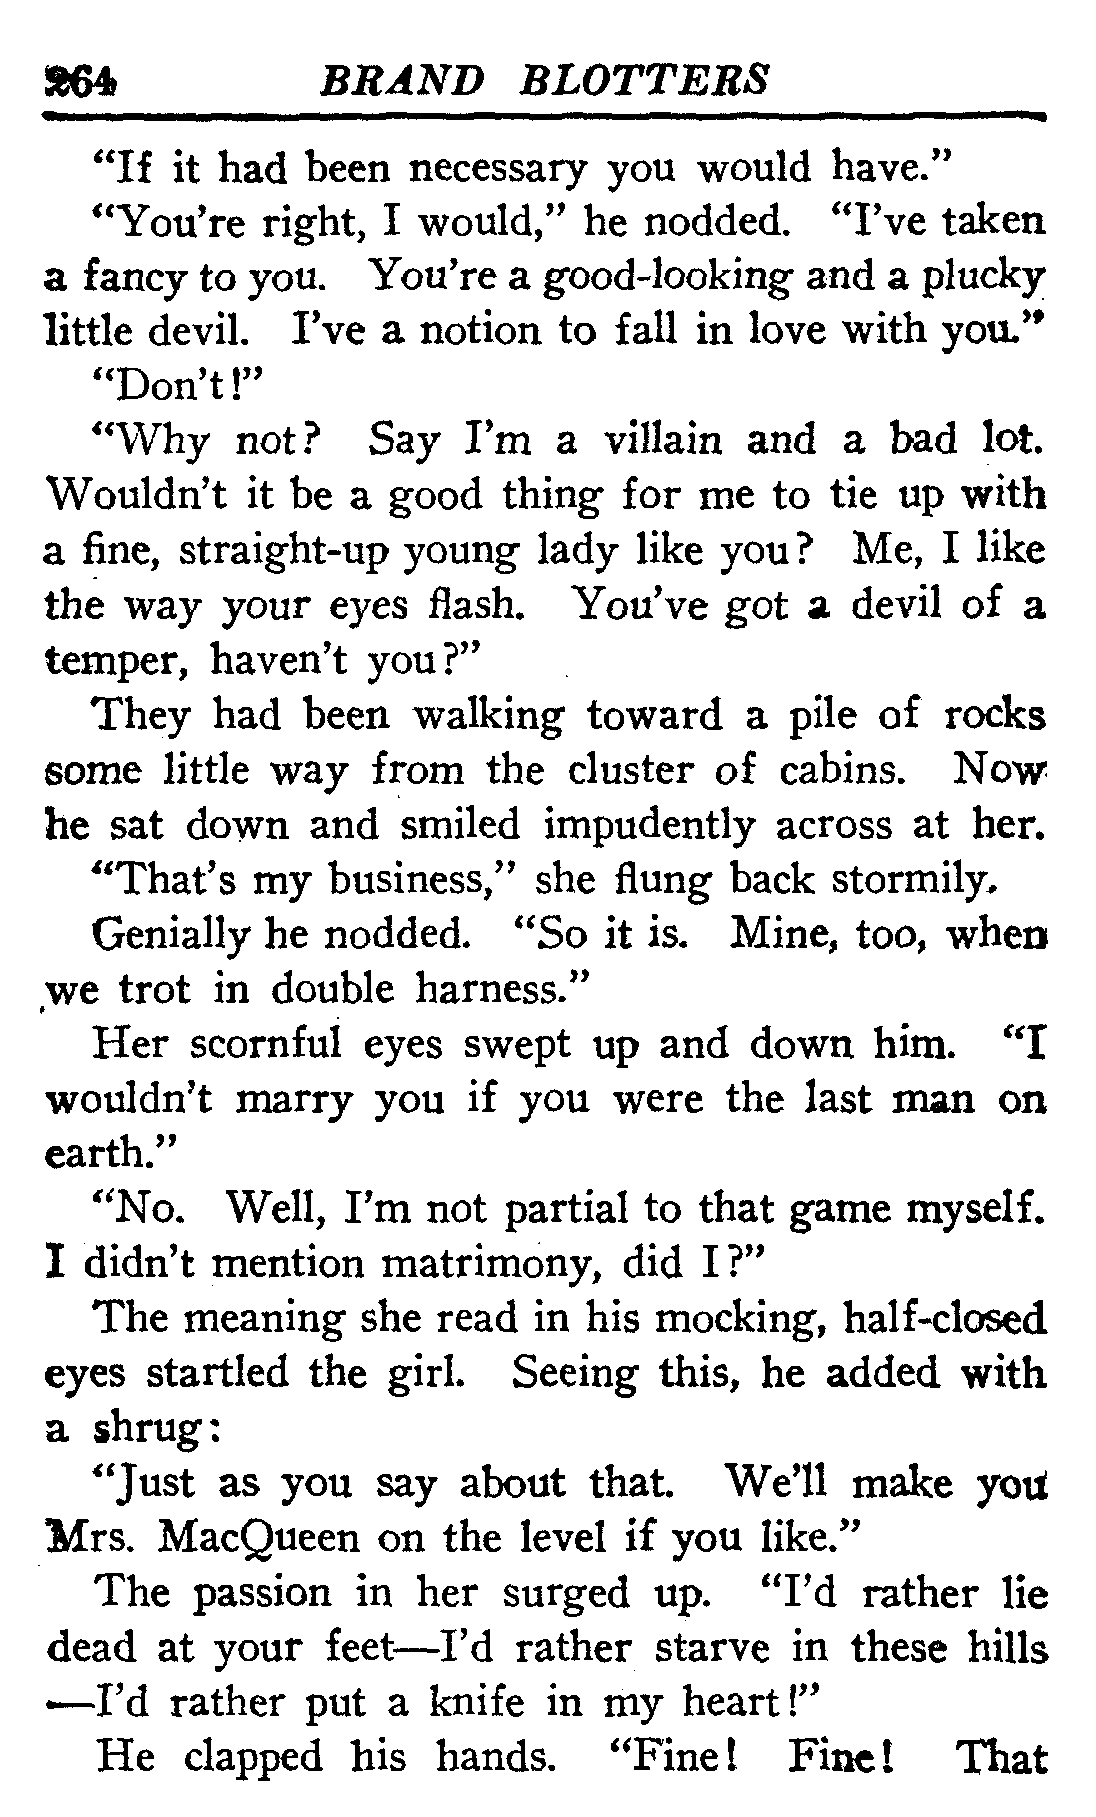 264 BRAND BLOTTERS
“If it had been necessary you would have.”
“You’re right, I would,” he nodded. “I’ve taken
a fancy to you. You’re a good-looking and a plucky
little devil. I’ve a notion to fall in love with you.”
“Don’t!”
“Why not? Say I’m a villain and a bad lot.
Wouldn’t it be a good thing for me to tie up with
a fine, straight-up young lady like you? Me, I like
the way your eyes flash. You’ve got a devil of a
temper, haven’t you?”
They had been walking toward a pile of rocks
some little way from the cluster of cabins. Now
he sat down and smiled impudently across at her.
“That’s my business,” she flung back stormily.
Genially he nodded. “So it is. Mine, too, when
we trot in double harness.”
Her scornful eyes swept up and down him. “I
wouldn’t marry you if you were the last man on
earth.”
“No. Well, I’m not partial to that game myself.
I didn’t mention matrimony, did I?”
The meaning she read in his mocking, half-closed
eyes startled the girl. Seeing this, he added with
a shrug:
“Just as you say about that. We’ll make you
Mrs. MacQueen on the level if you like.”
The passion in her surged up. “I’d rather lie
dead at your feet—I’d rather starve in these hills
—I’d rather put a knife in my heart!”
He clapped his hands. “Fine! Fine! That